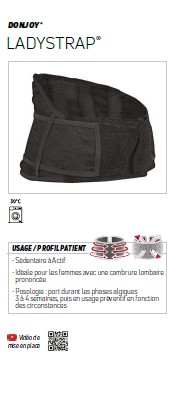 DONJOY®
LADYSTRAP®
30°C
USAGE / PROFIL PATIENT
- Sédentaire à Actif
- Idéale pour les femmes avec une cambrure lombaire
prononcée
- Posologie : port durant les phases algiques
3 à 4 semaines, puis en usage préventif en fonction
des circonstances
Vidéo de
mise en place